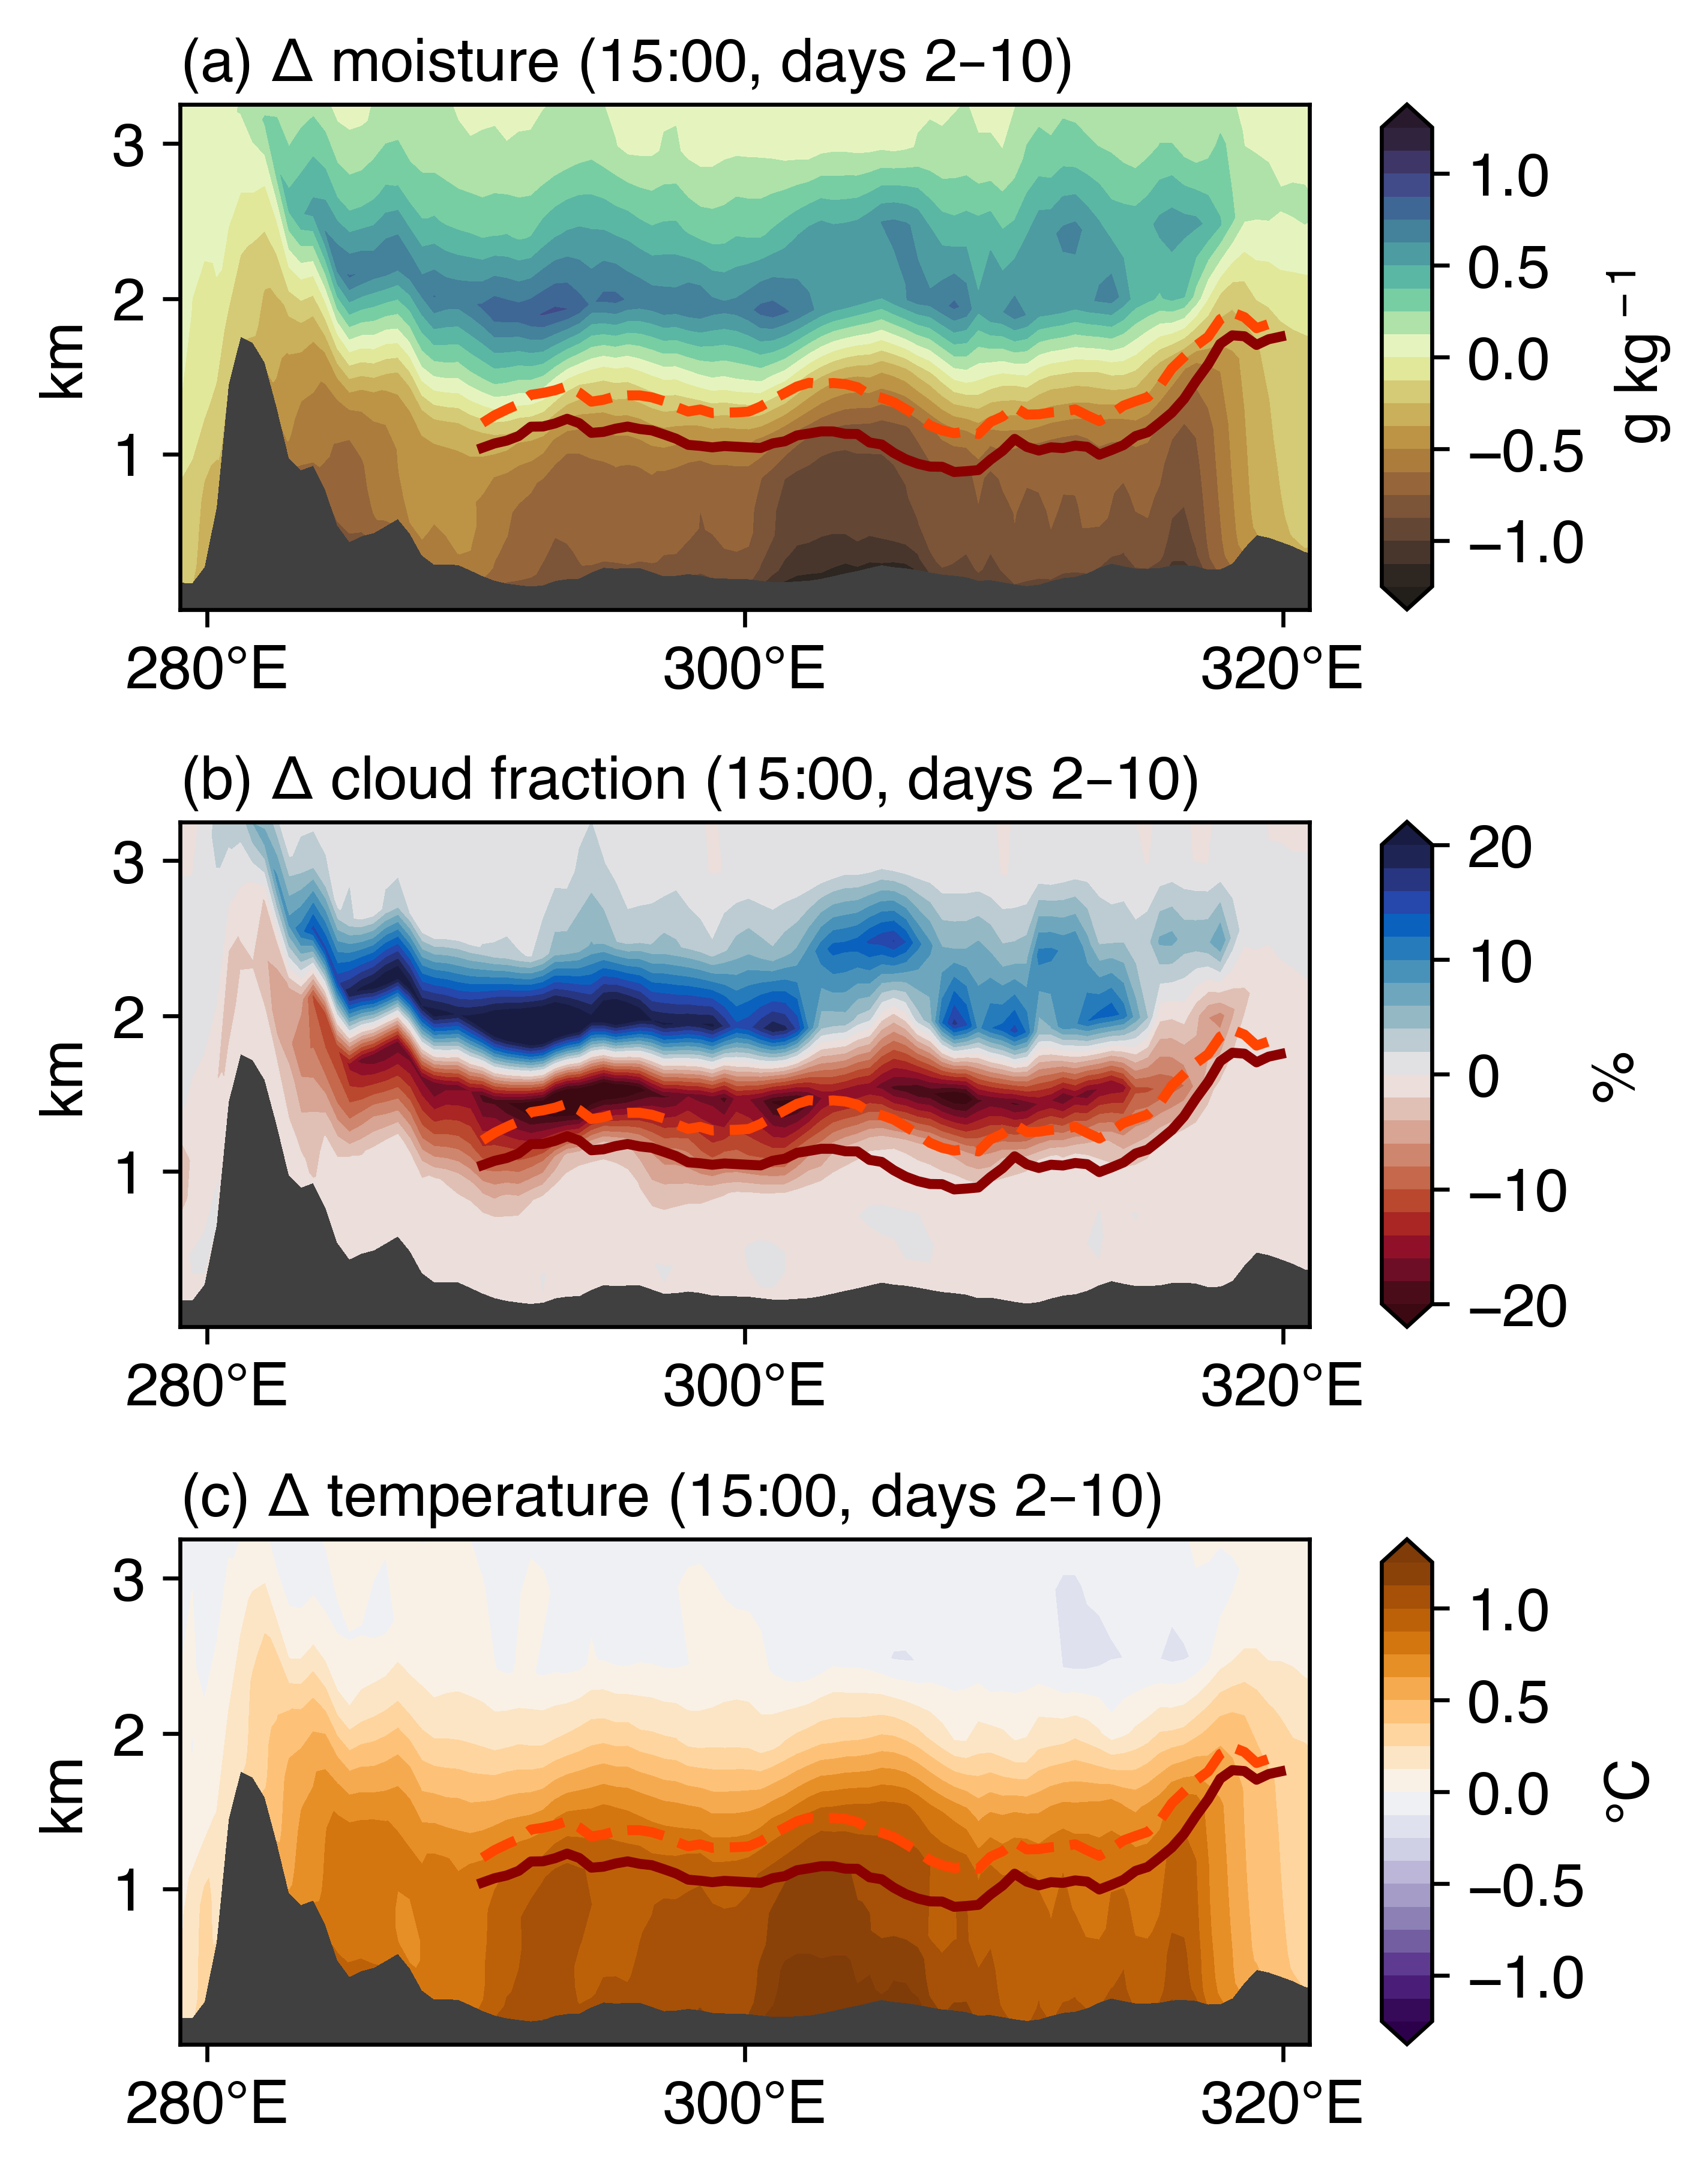 (a) Δ moisture (15:00, days 2–10)
3
2
1
km
280°E 300°E 320°E
1.0
0.5
0.0
−0.5
−1.0
g kg⁻¹
(b) Δ cloud fraction (15:00, days 2–10)
3
2
1
km
280°E 300°E 320°E
20
10
0
−10
−20
%
(c) Δ temperature (15:00, days 2–10)
3
2
1
km
280°E 300°E 320°E
1.0
0.5
0.0
−0.5
−1.0
°C